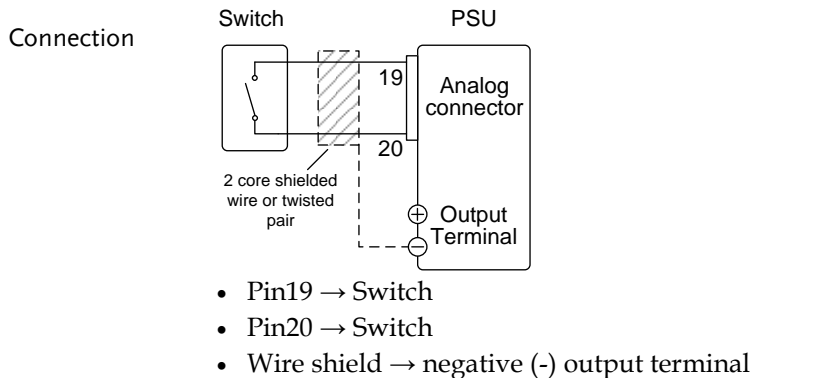 Connection
Switch
PSU
19
Analog
connector
20
2 core shielded
wire or twisted
pair
+
Output
Terminal
−
• Pin19 → Switch
• Pin20 → Switch
• Wire shield → negative (-) output terminal